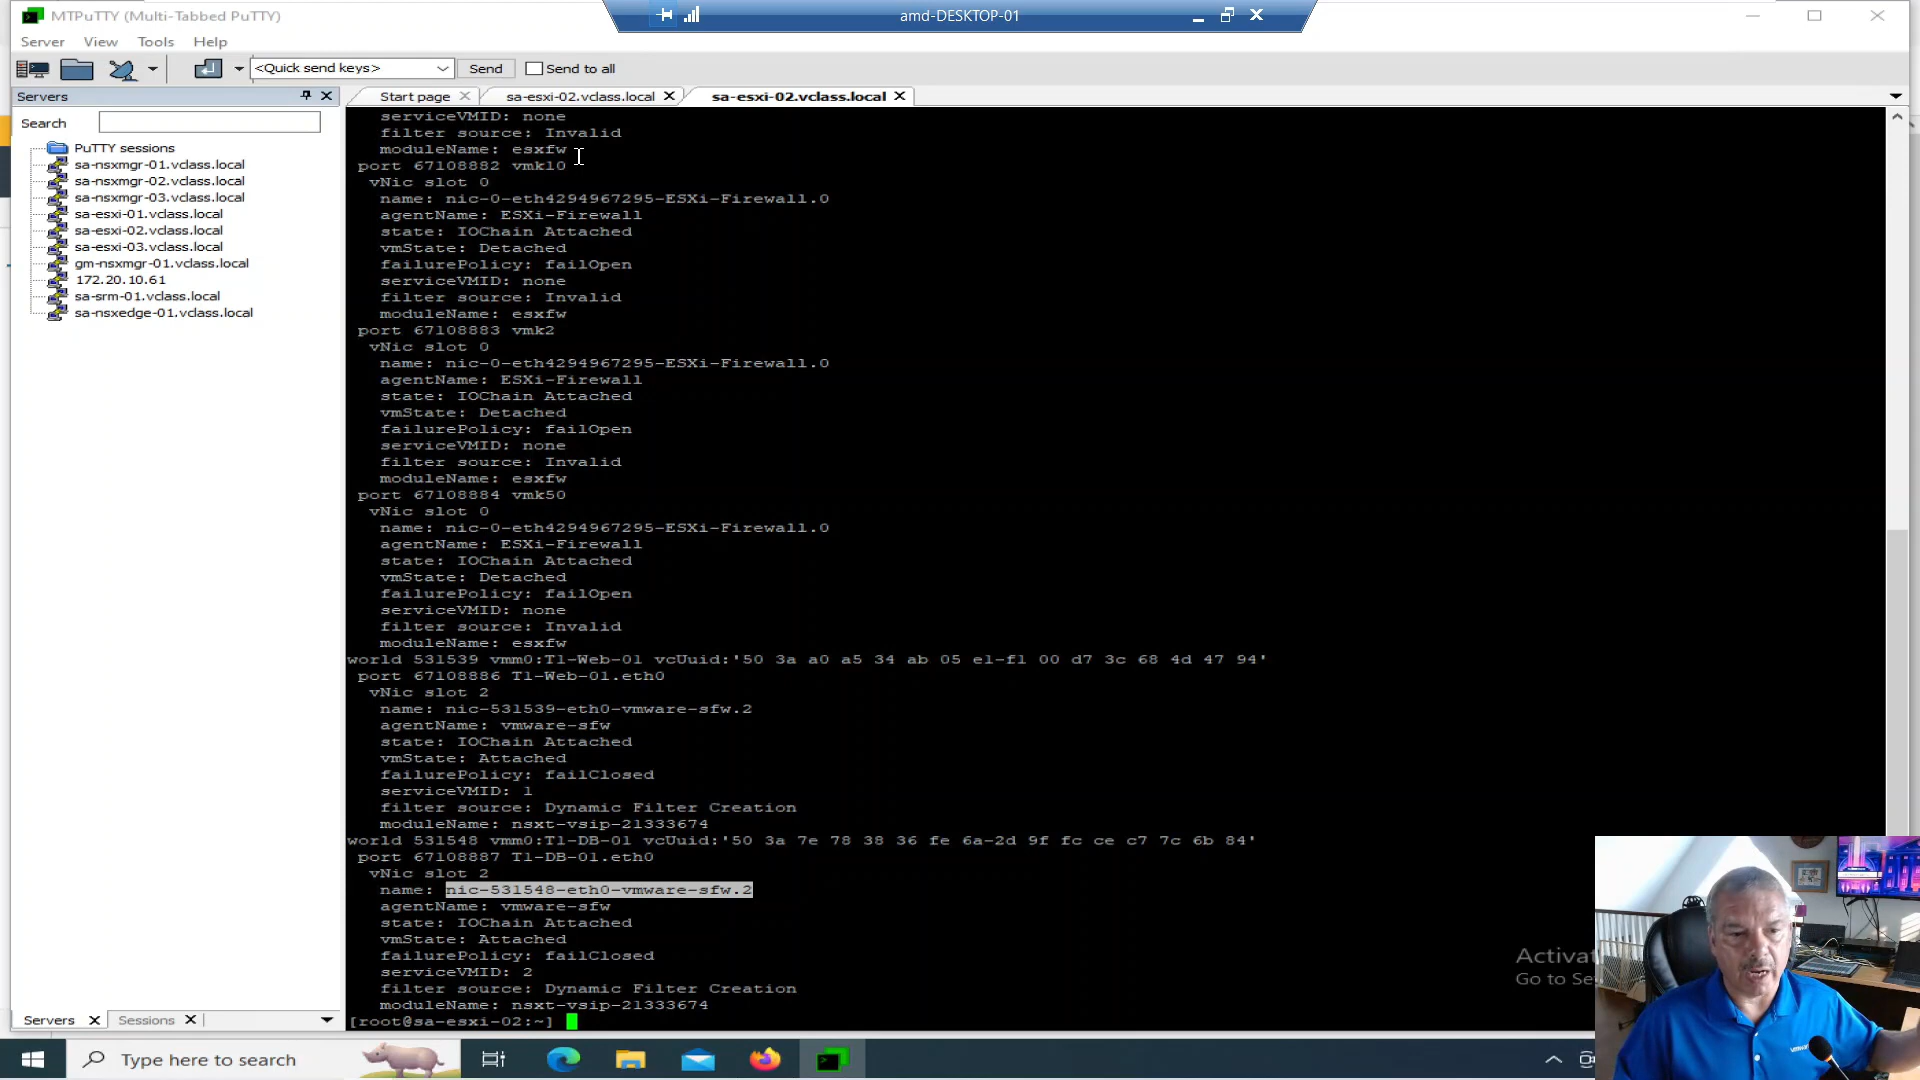 MTPuTTY (Multi-Tabbed PuTTY)
amd-DESKTOP-01
Server View Tools Help
<Quick send keys> Send Send to all
Servers
Start page sa-esxi-02.vclass.local sa-esxi-02.vclass.local
Search
PuTTY sessions
sa-nsxmgr-01.vclass.local
sa-nsxmgr-02.vclass.local
sa-nsxmgr-03.vclass.local
sa-esxi-01.vclass.local
sa-esxi-02.vclass.local
sa-esxi-03.vclass.local
gm-nsxmgr-01.vclass.local
172.20.10.61
sa-srm-01.vclass.local
sa-nsxedge-01.vclass.local
serviceVMID: none
filter source: Invalid
moduleName: esxfw
port 67108882 vmk10
vNic slot 0
name: nic-0-eth4294967295-ESXi-Firewall.0
agentName: ESXi-Firewall
state: IOChain Attached
vmState: Detached
failurePolicy: failOpen
serviceVMID: none
filter source: Invalid
moduleName: esxfw
port 67108883 vmk2
vNic slot 0
name: nic-0-eth4294967295-ESXi-Firewall.0
agentName: ESXi-Firewall
state: IOChain Attached
vmState: Detached
failurePolicy: failOpen
serviceVMID: none
filter source: Invalid
moduleName: esxfw
port 67108884 vmk50
vNic slot 0
name: nic-0-eth4294967295-ESXi-Firewall.0
agentName: ESXi-Firewall
state: IOChain Attached
vmState: Detached
failurePolicy: failOpen
serviceVMID: none
filter source: Invalid
moduleName: esxfw
world 531539 vmm0:T1-Web-01 vcUuid:'50 3a a0 a5 34 ab 05 e1-f1 00 d7 3c 68 4d 47 94'
port 67108886 T1-Web-01.eth0
vNic slot 2
name: nic-531539-eth0-vmware-sfw.2
agentName: vmware-sfw
state: IOChain Attached
vmState: Attached
failurePolicy: failClosed
serviceVMID: 1
filter source: Dynamic Filter Creation
moduleName: nsxt-vsip-21333674
world 531548 vmm0:T1-DB-01 vcUuid:'50 3a 7e 78 38 36 fe 6a-2d 9f fc ce c7 7c 6b 84'
port 67108887 T1-DB-01.eth0
vNic slot 2
name: nic-531548-eth0-vmware-sfw.2
agentName: vmware-sfw
state: IOChain Attached
vmState: Attached
failurePolicy: failClosed
serviceVMID: 2
filter source: Dynamic Filter Creation
moduleName: nsxt-vsip-21333674
[root@sa-esxi-02:~]
Servers Sessions
Activat
Go to Se
Type here to search